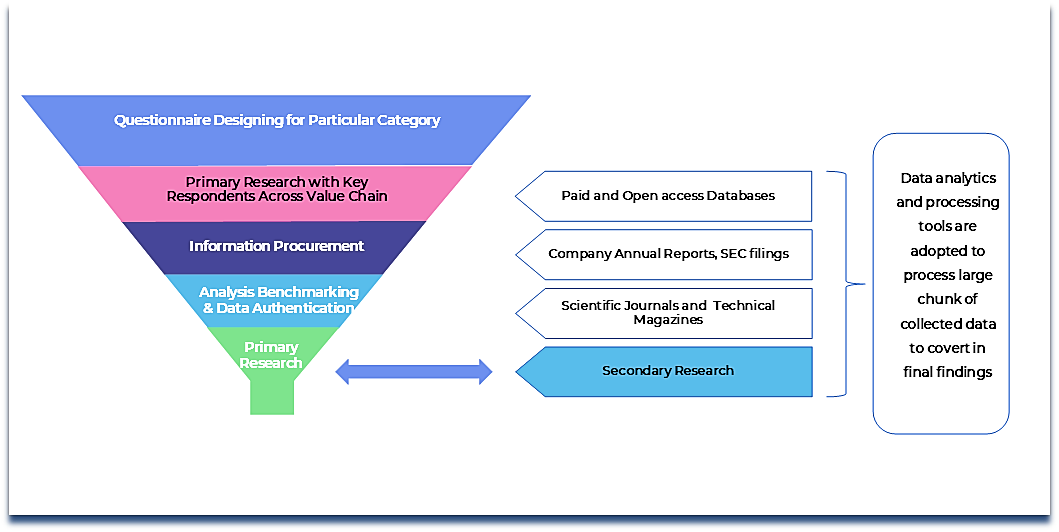 Questionnaire Designing for Particular Category
Primary Research with Key
Respondents Across Value Chain
Information Procurement
Analysis Benchmarking
& Data Authentication
Primary
Research
Paid and Open access Databases
Company Annual Reports, SEC filings
Scientific Journals and Technical
Magazines
Secondary Research
Data analytics
and processing
tools are
adopted to
process large
chunk of
collected data
to covert in
final findings